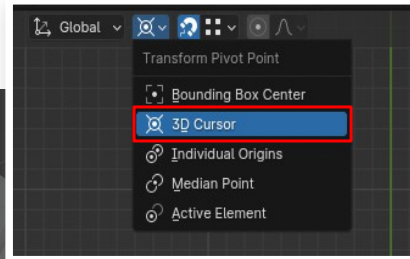 Global
Transform Pivot Point
Bounding Box Center
3D Cursor
Individual Origins
Median Point
Active Element